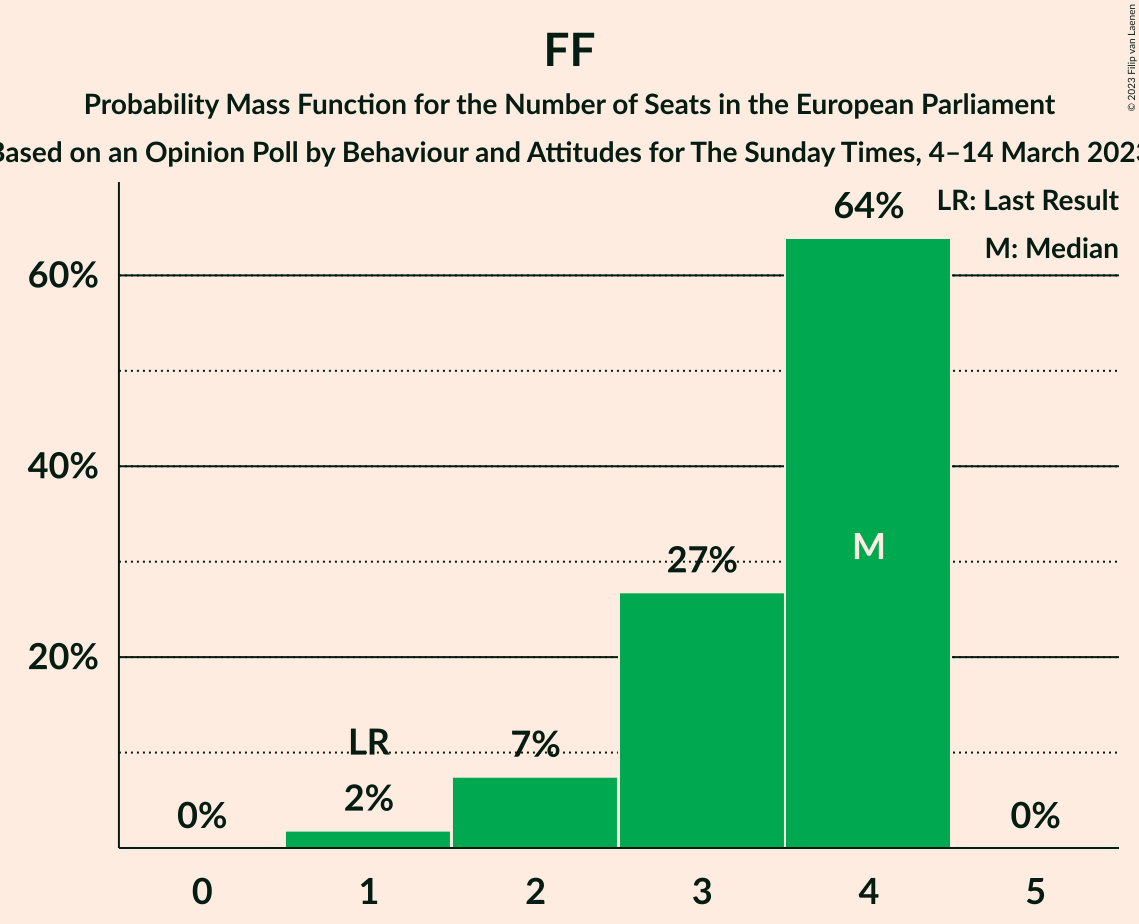 FF
Probability Mass Function for the Number of Seats in the European Parliament
Based on an Opinion Poll by Behaviour and Attitudes for The Sunday Times, 4–14 March 2023
© 2023 Filip van Laenen
LR: Last Result
M: Median
64%
60%
40%
20%
M
27%
LR
7%
2%
0%
0%
0 1 2 3 4 5